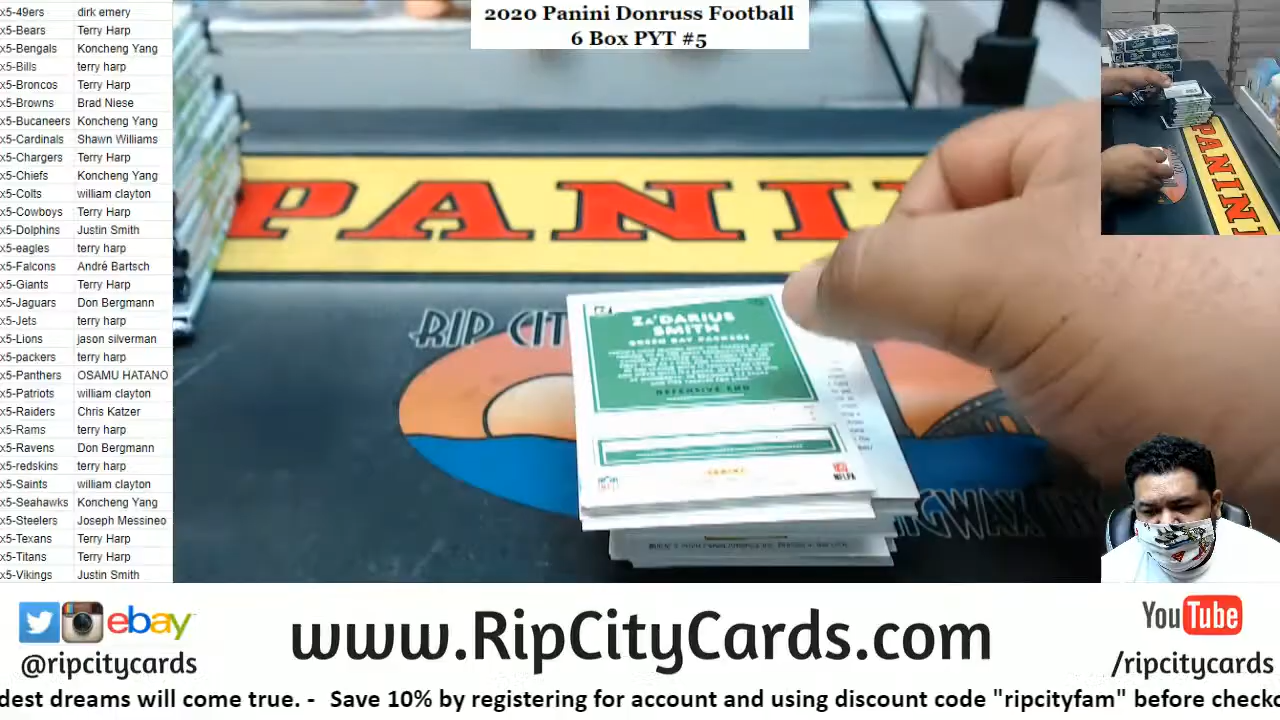 x5-49ers dirk emery
x5-Bears Terry Harp
x5-Bengals Koncheng Yang
x5-Bills terry harp
x5-Broncos Terry Harp
x5-Browns Brad Niese
x5-Bucaneers Koncheng Yang
x5-Cardinals Shawn Williams
x5-Chargers Terry Harp
x5-Chiefs Koncheng Yang
x5-Colts william clayton
x5-Cowboys Terry Harp
x5-Dolphins Justin Smith
x5-eagles terry harp
x5-Falcons André Bartsch
x5-Giants Terry Harp
x5-Jaguars Don Bergmann
x5-Jets terry harp
x5-Lions jason silverman
x5-packers terry harp
x5-Panthers OSAMU HATANO
x5-Patriots william clayton
x5-Raiders Chris Katzer
x5-Rams terry harp
x5-Ravens Don Bergmann
x5-redskins terry harp
x5-Saints william clayton
x5-Seahawks Koncheng Yang
x5-Steelers Joseph Messineo
x5-Texans Terry Harp
x5-Titans Terry Harp
x5-Vikings Justin Smith
2020 Panini Donruss Football
6 Box PYT #5
PANINI
PANINI
RIP CIT
ZA'DARIUS
SMITH
GREEN BAY PACKERS
DEFENSIVE END
PANINI
NFLPA
ebay
@ripcitycards
www.RipCityCards.com
YouTube
/ripcitycards
dest dreams will come true. - Save 10% by registering for account and using discount code "ripcityfam" before checko